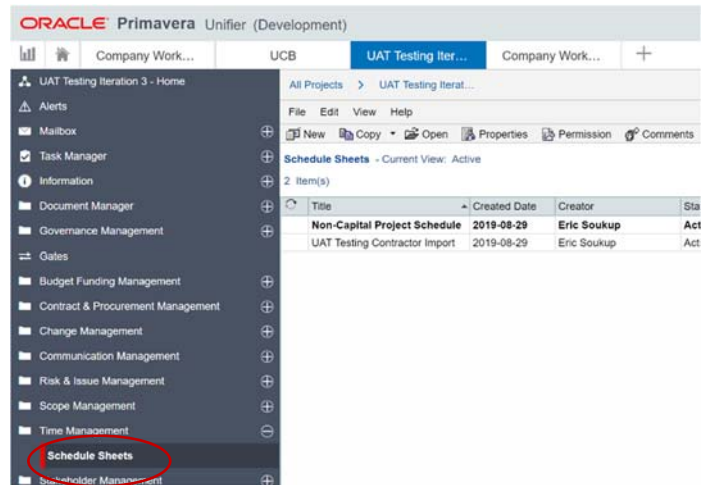 ORACLE Primavera Unifier (Development)
Company Work... UCB UAT Testing Iter... Company Work...
UAT Testing Iteration 3 - Home
Alerts
Mailbox
Task Manager
Information
Document Manager
Governance Management
Gates
Budget Funding Management
Contract & Procurement Management
Change Management
Communication Management
Risk & Issue Management
Scope Management
Time Management
Schedule Sheets
Stakeholder Management
All Projects > UAT Testing Iterat...
File Edit View Help
New Copy Open Properties Permission Comments
Schedule Sheets - Current View: Active
2 Item(s)
Title Created Date Creator Sta
Non-Capital Project Schedule 2019-08-29 Eric Soukup Act
UAT Testing Contractor Import 2019-08-29 Eric Soukup Act